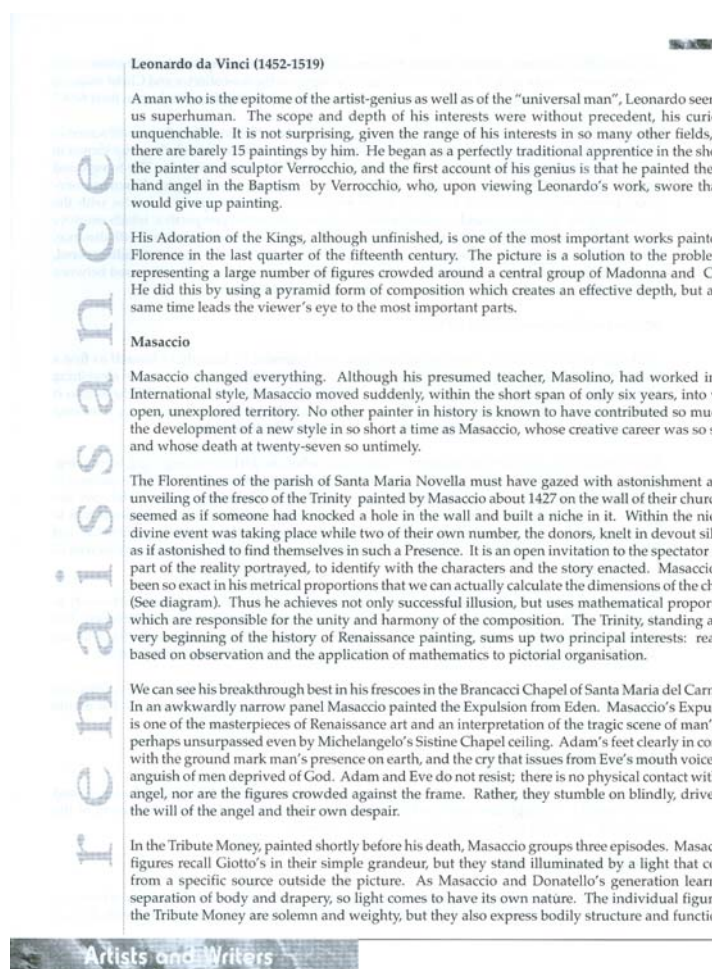 Leonardo da Vinci (1452-1519)
A man who is the epitome of the artist-genius as well as of the "universal man", Leonardo seer
us superhuman. The scope and depth of his interests were without precedent, his curi
unquenchable. It is not surprising, given the range of his interests in so many other fields,
there are barely 15 paintings by him. He began as a perfectly traditional apprentice in the sho
the painter and sculptor Verrocchio, and the first account of his genius is that he painted the
hand angel in the Baptism by Verrocchio, who, upon viewing Leonardo's work, swore tha
would give up painting.
His Adoration of the Kings, although unfinished, is one of the most important works painte
Florence in the last quarter of the fifteenth century. The picture is a solution to the proble
representing a large number of figures crowded around a central group of Madonna and C
He did this by using a pyramid form of composition which creates an effective depth, but a
same time leads the viewer's eye to the most important parts.
Masaccio
Masaccio changed everything. Although his presumed teacher, Masolino, had worked in
International style, Masaccio moved suddenly, within the short span of only six years, into
open, unexplored territory. No other painter in history is known to have contributed so mu
the development of a new style in so short a time as Masaccio, whose creative career was so s
and whose death at twenty-seven so untimely.
The Florentines of the parish of Santa Maria Novella must have gazed with astonishment a
unveiling of the fresco of the Trinity painted by Masaccio about 1427 on the wall of their churc
seemed as if someone had knocked a hole in the wall and built a niche in it. Within the nic
divine event was taking place while two of their own number, the donors, knelt in devout sil
as if astonished to find themselves in such a Presence. It is an open invitation to the spectator
part of the reality portrayed, to identify with the characters and the story enacted. Masaccio
been so exact in his metrical proportions that we can actually calculate the dimensions of the ch
(See diagram). Thus he achieves not only successful illusion, but uses mathematical propor
which are responsible for the unity and harmony of the composition. The Trinity, standing a
very beginning of the history of Renaissance painting, sums up two principal interests: rea
based on observation and the application of mathematics to pictorial organisation.
We can see his breakthrough best in his frescoes in the Brancacci Chapel of Santa Maria del Carr
In an awkwardly narrow panel Masaccio painted the Expulsion from Eden. Masaccio's Expu
is one of the masterpieces of Renaissance art and an interpretation of the tragic scene of man'
perhaps unsurpassed even by Michelangelo's Sistine Chapel ceiling. Adam's feet clearly in co
with the ground mark man's presence on earth, and the cry that issues from Eve's mouth voice
anguish of men deprived of God. Adam and Eve do not resist; there is no physical contact wit
angel, nor are the figures crowded against the frame. Rather, they stumble on blindly, drive
the will of the angel and their own despair.
In the Tribute Money, painted shortly before his death, Masaccio groups three episodes. Masac
figures recall Giotto's in their simple grandeur, but they stand illuminated by a light that co
from a specific source outside the picture. As Masaccio and Donatello's generation learn
separation of body and drapery, so light comes to have its own nature. The individual figur
the Tribute Money are solemn and weighty, but they also express bodily structure and functio
renaissance
Artists and Writers